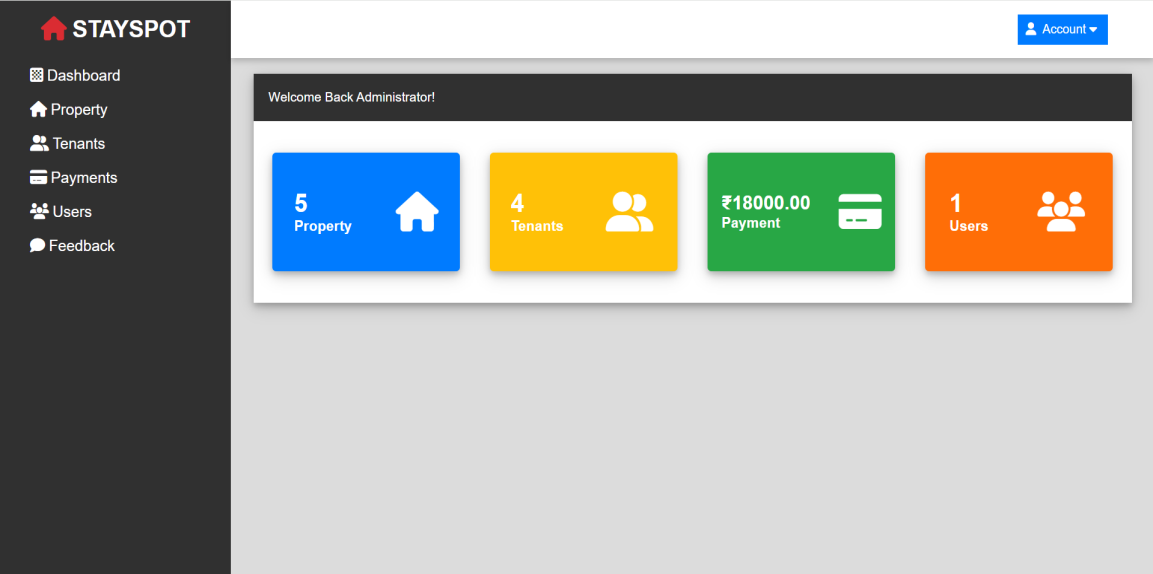 STAYSPOT
Account
Dashboard
Property
Tenants
Payments
Users
Feedback
Welcome Back Administrator!
5
Property
4
Tenants
₹18000.00
Payment
1
Users